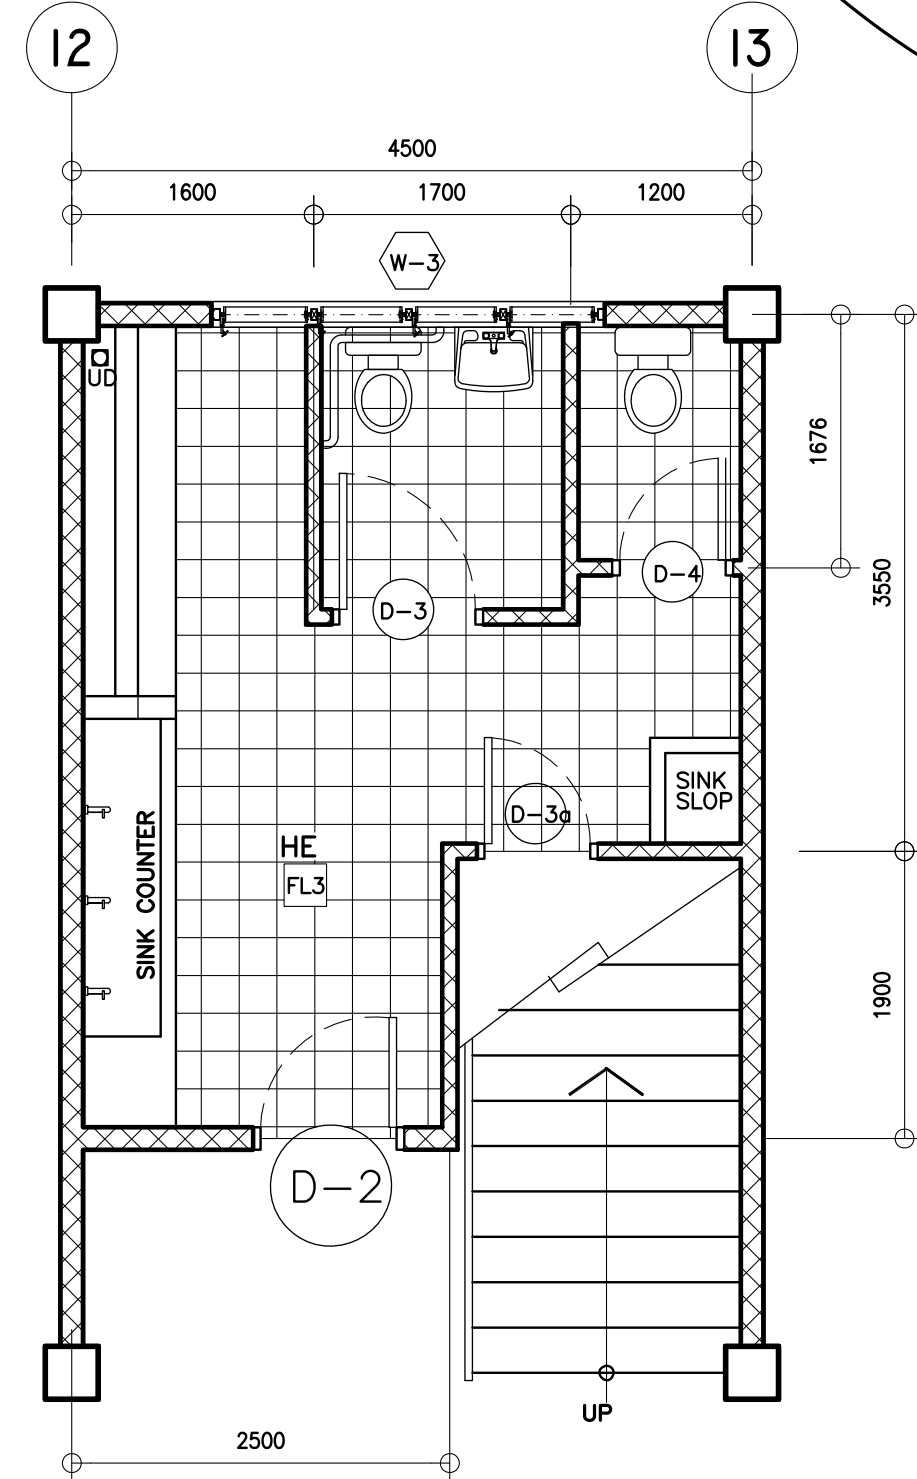 12
13
4500
1600
1700
1200
W-3
UD
1676
3550
D-4
D-3
SINK
SLOP
D-3a
HE
FL3
SINK COUNTER
1900
D-2
UP
2500